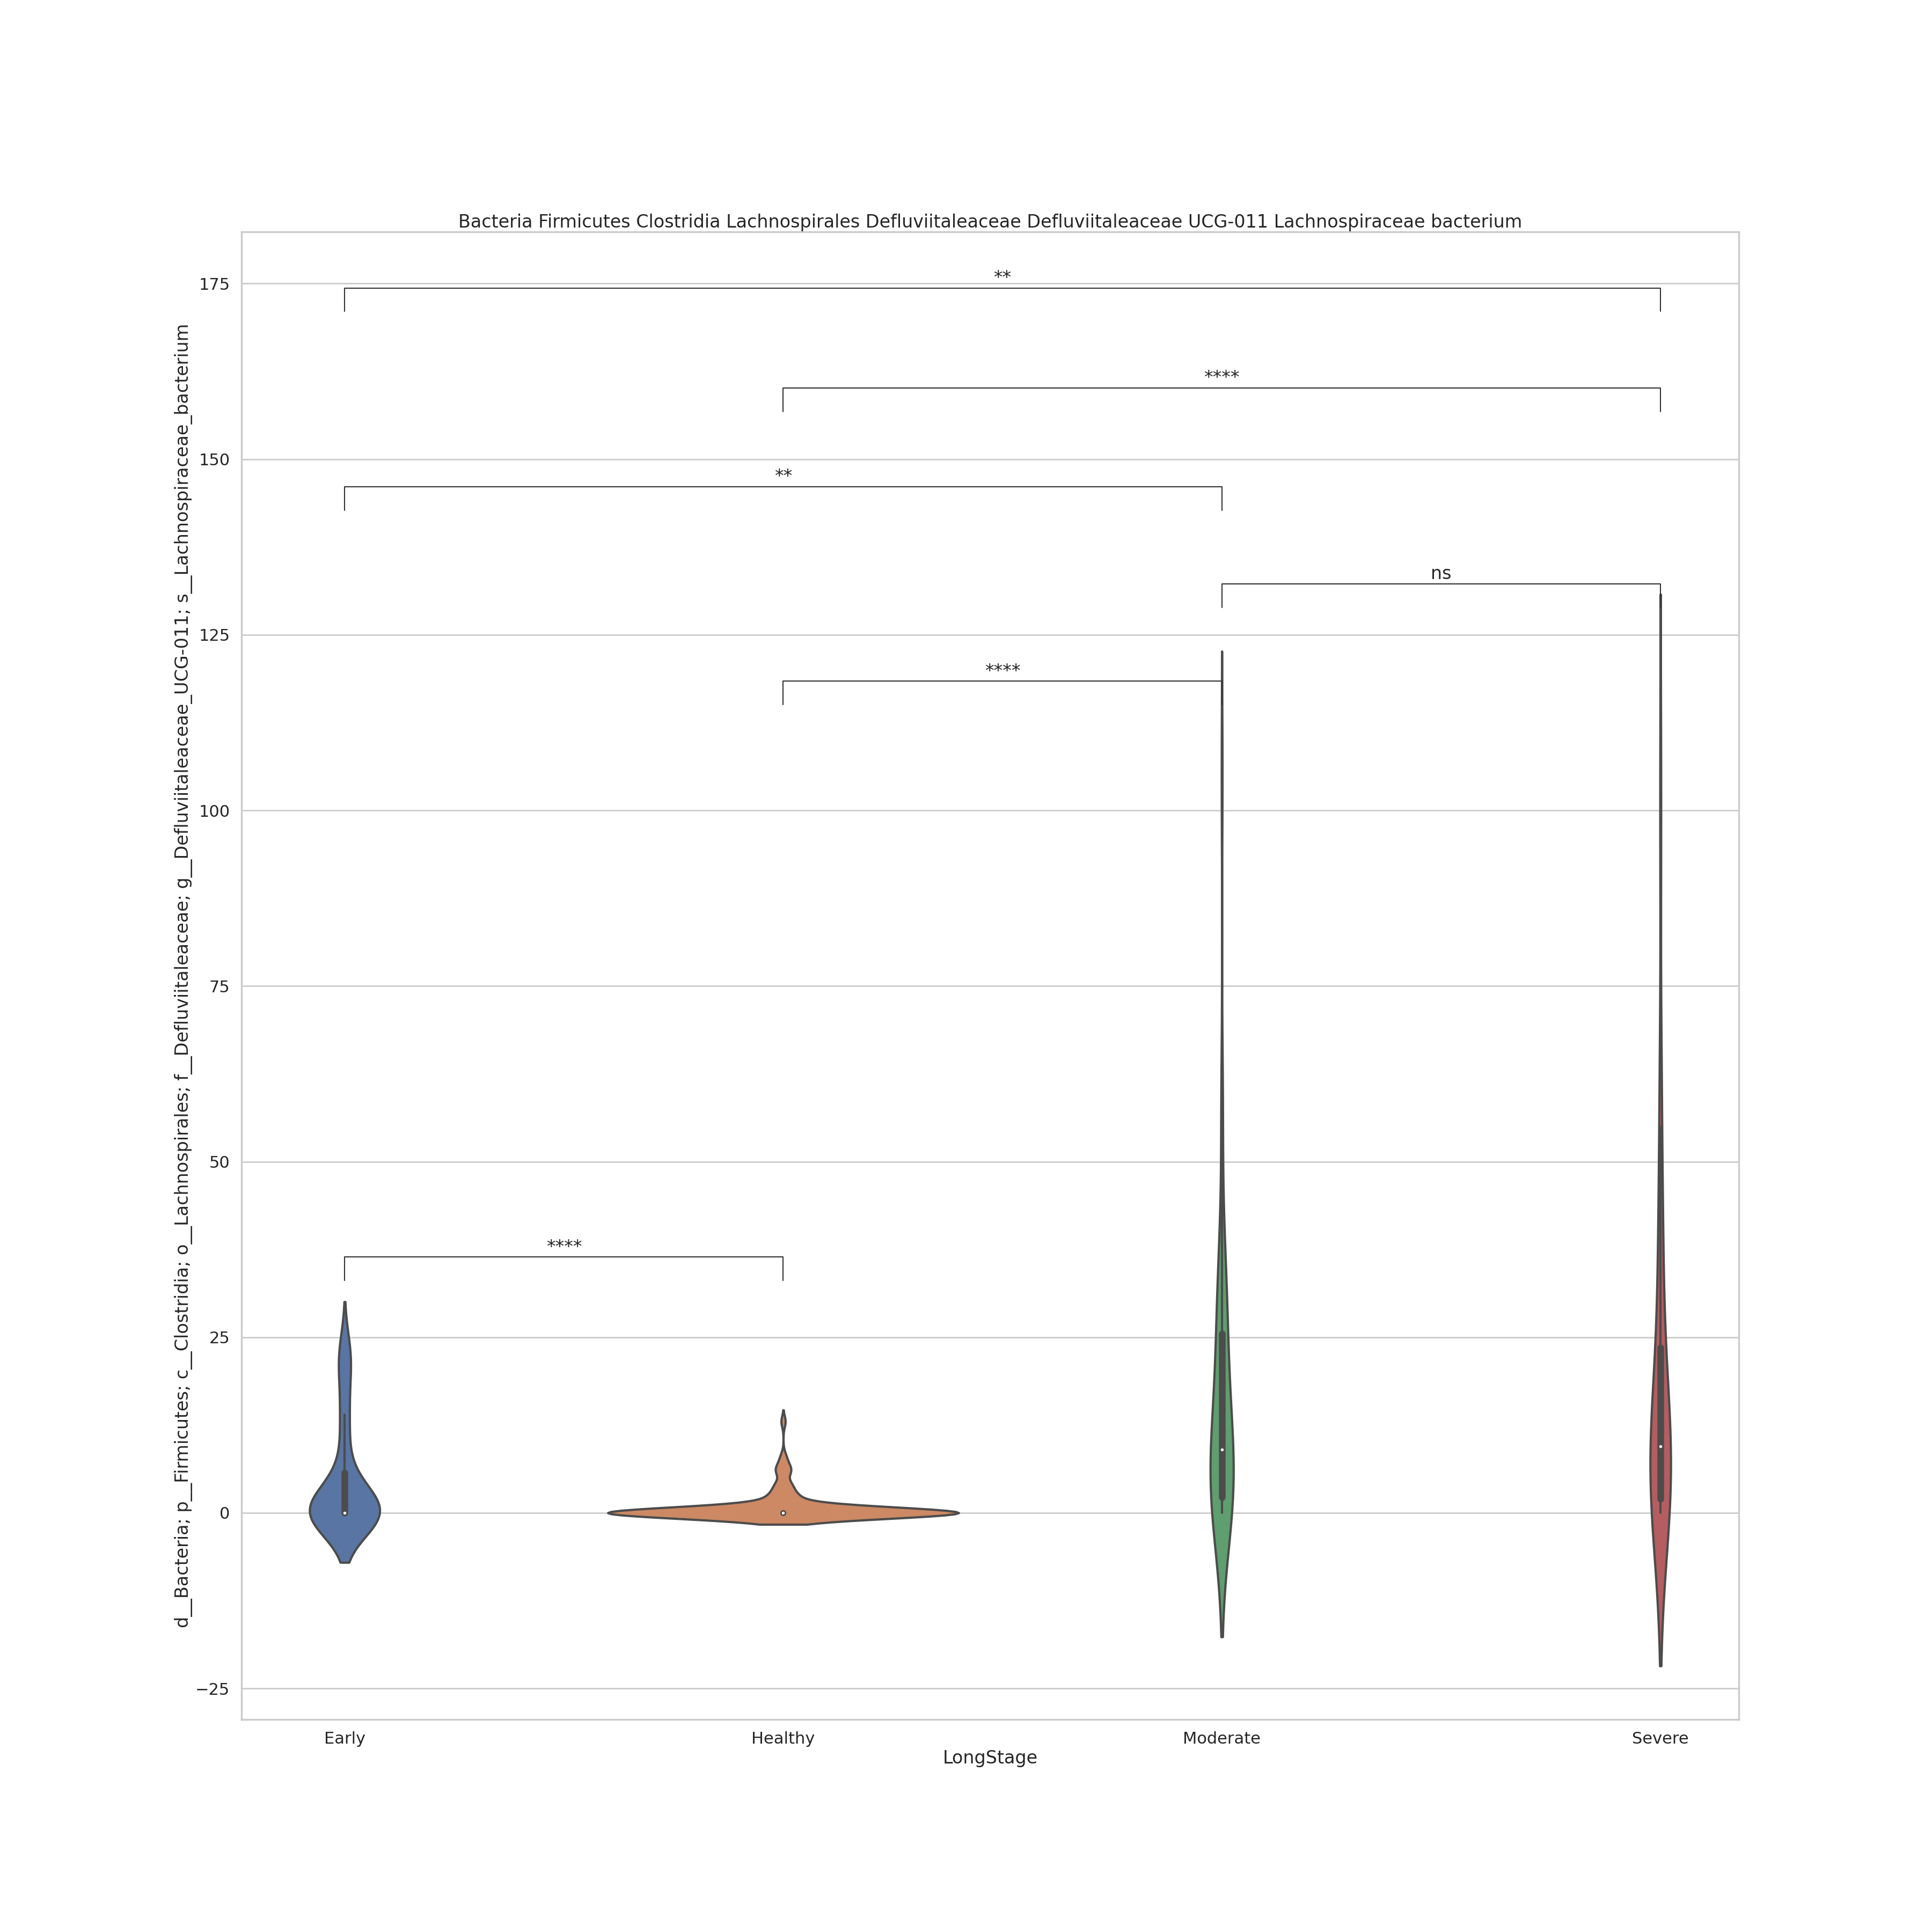 Bacteria Firmicutes Clostridia Lachnospirales Defluviitaleaceae Defluviitaleaceae UCG-011 Lachnospiraceae bacterium
d__Bacteria; p__Firmicutes; c__Clostridia; o__Lachnospirales; f__Defluviitaleaceae; g__Defluviitaleaceae_UCG-011; s__Lachnospiraceae_bacterium
175
150
125
100
75
50
25
0
−25
**
****
**
ns
****
****
Early Healthy Moderate Severe
LongStage